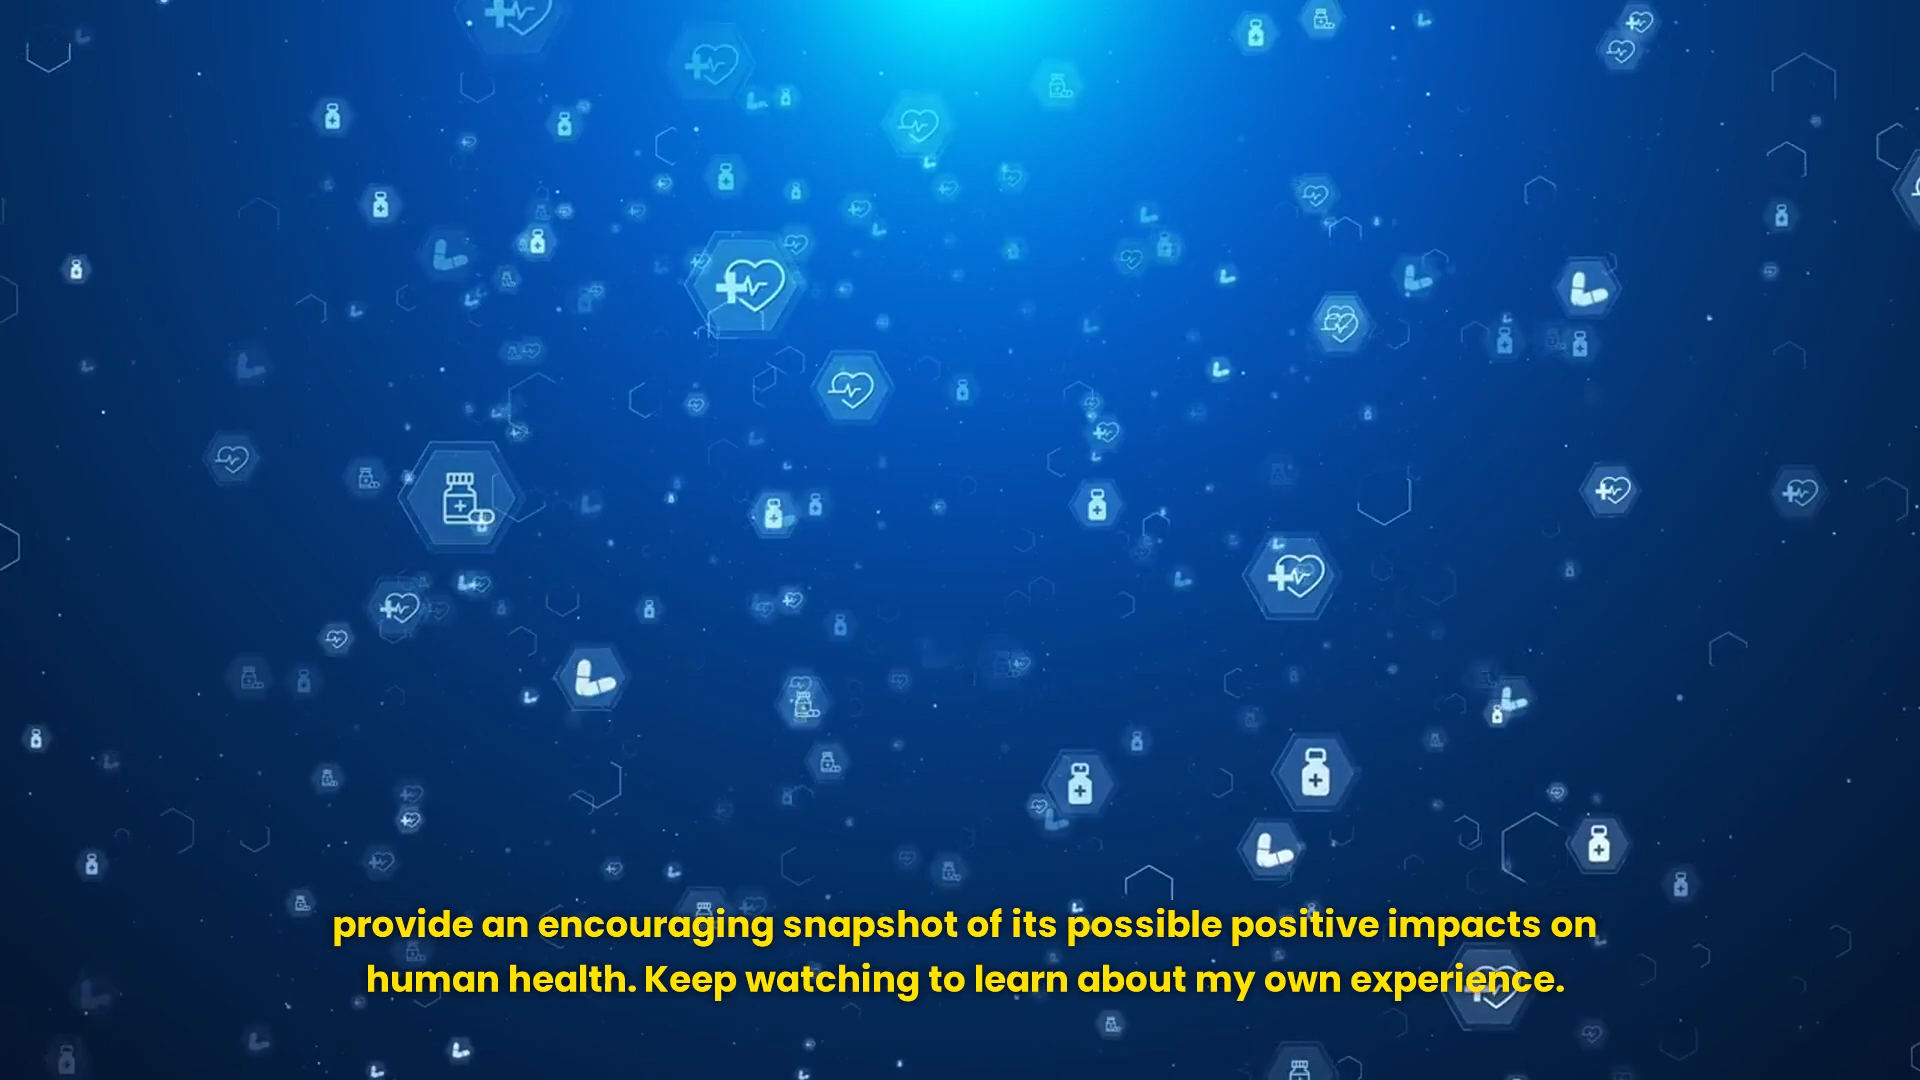 provide an encouraging snapshot of its possible positive impacts on
human health. Keep watching to learn about my own experience.